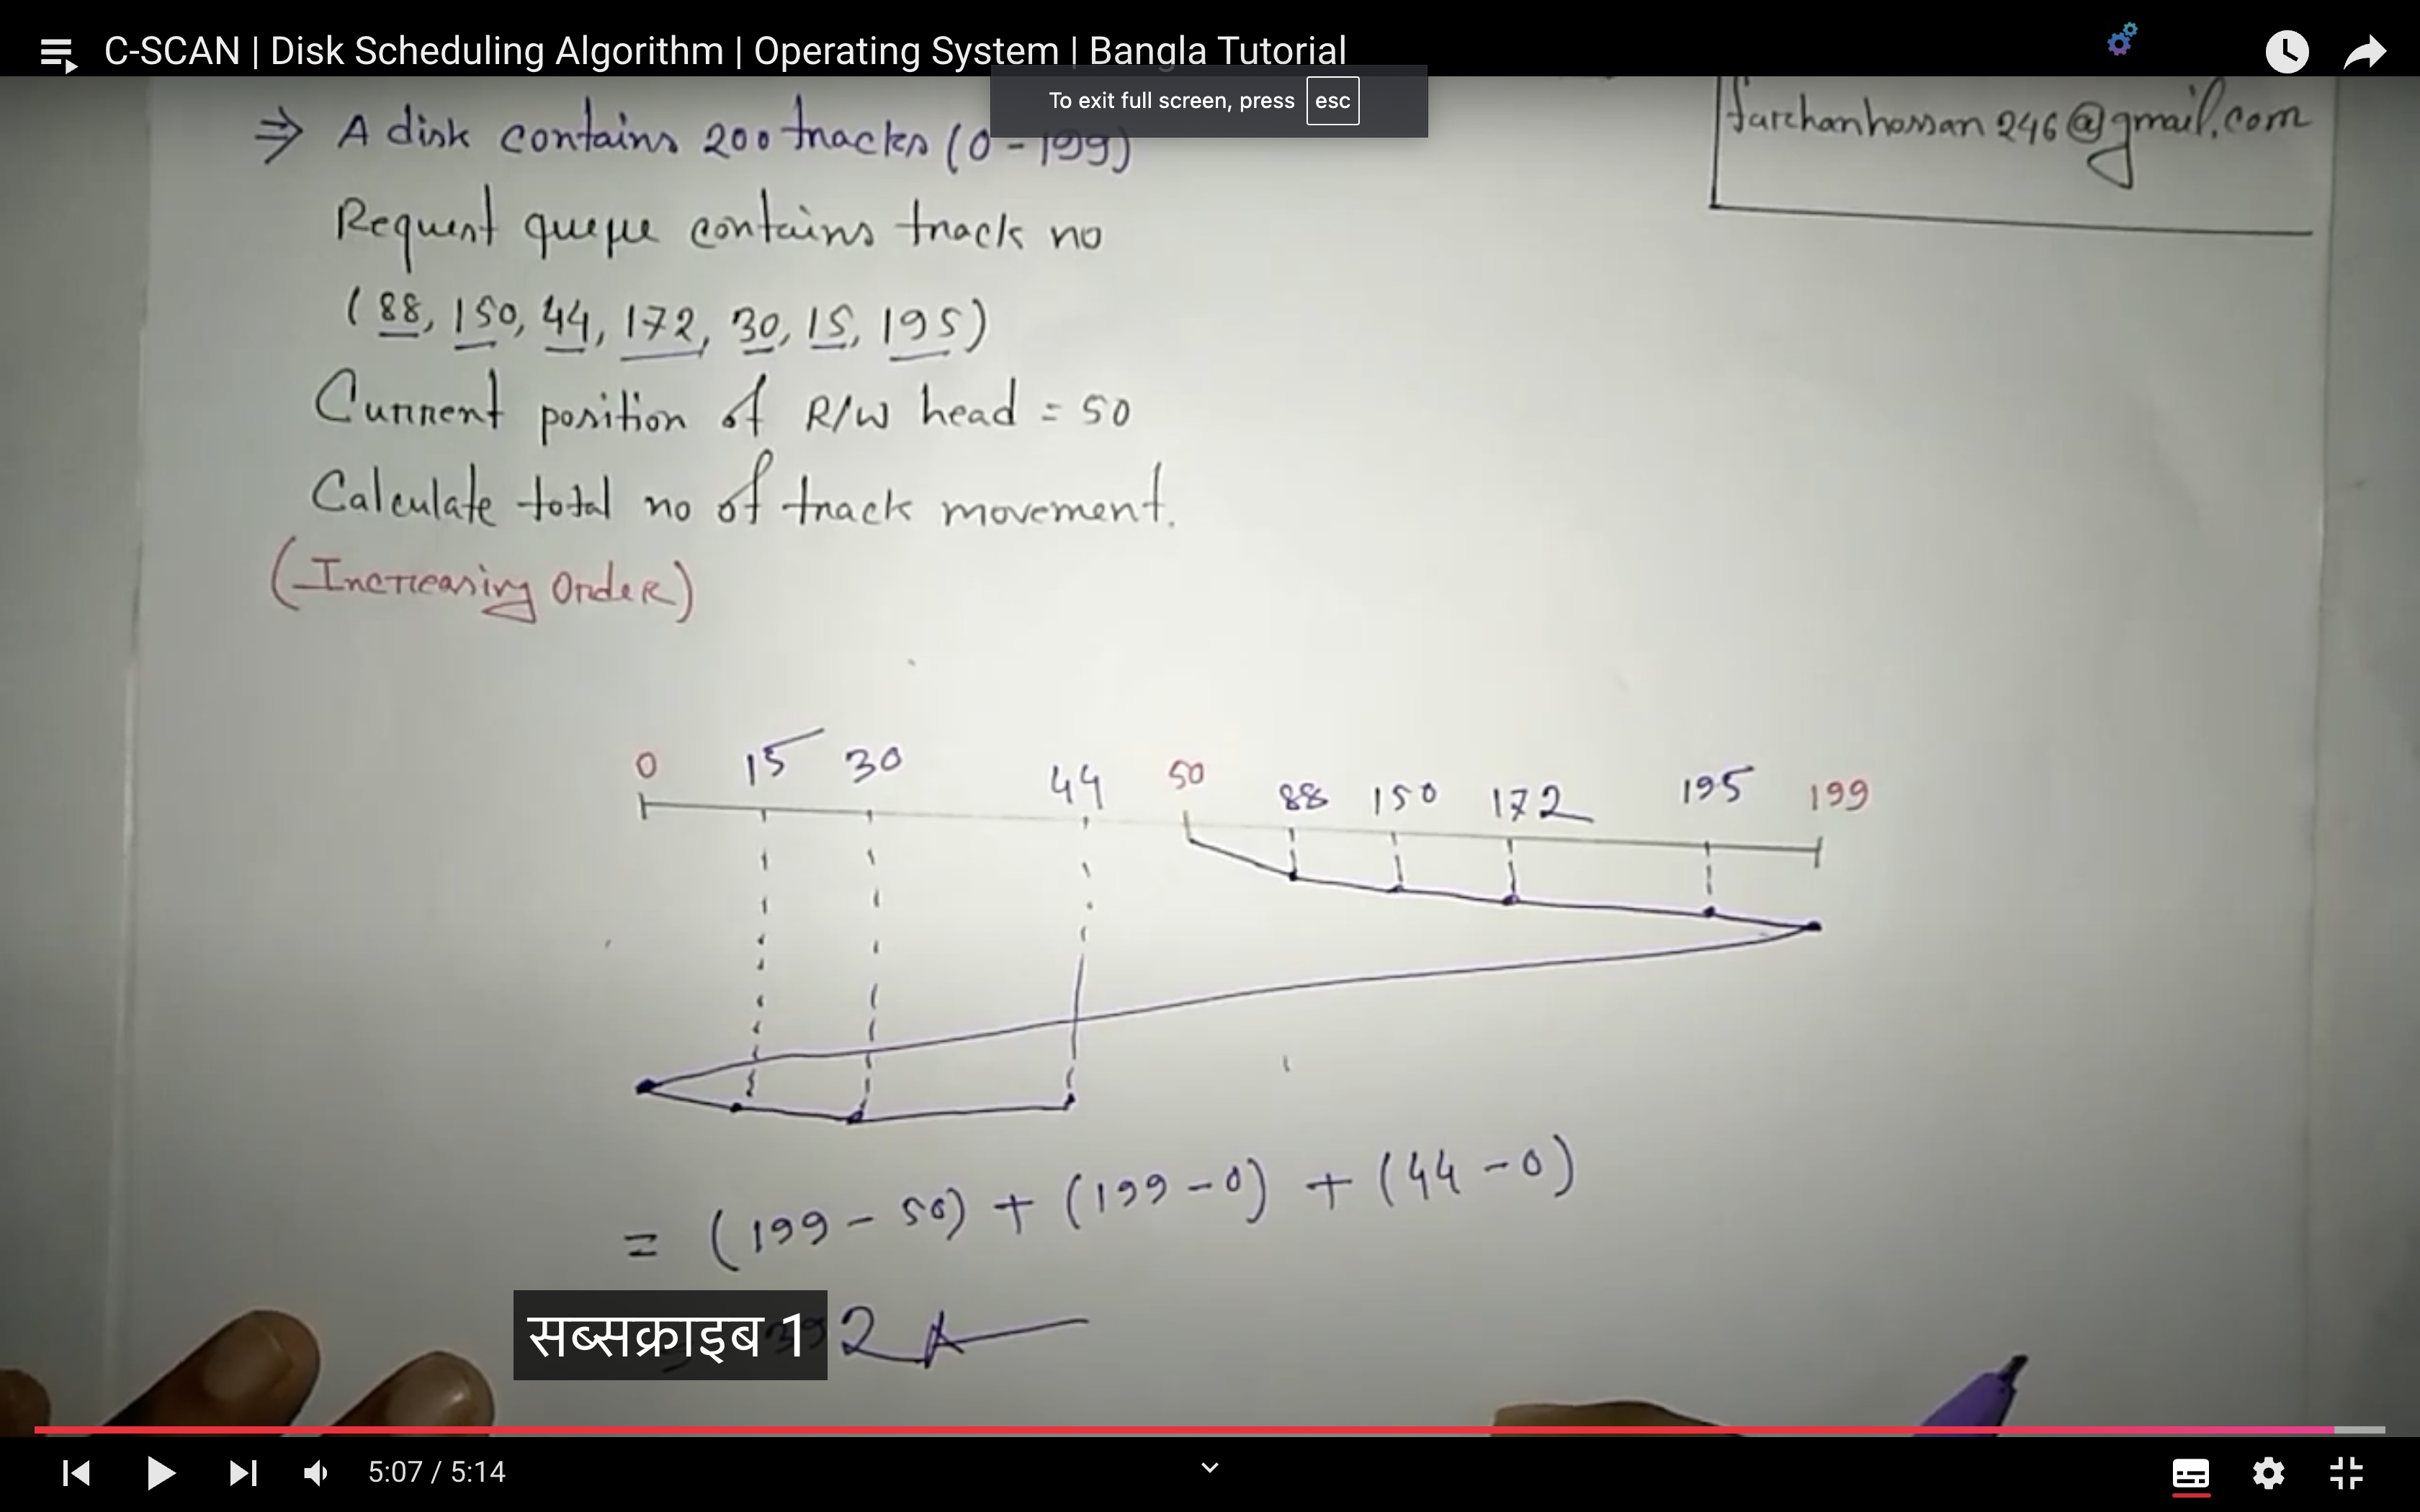 C-SCAN | Disk Scheduling Algorithm | Operating System | Bangla Tutorial
To exit full screen, press esc
farhanhossan246@gmail.com
⇒ A disk contains 200 tracks (0-199)
Request queue contains track no
(88, 150, 44, 172, 30, 15, 195)
Current position of R/W head = 50
Calculate total no of track movement.
(Increasing Order)
0 15 30 44 50 88 150 172 195 199
= (199 - 50) + (199 - 0) + (44 - 0)
सब्सक्राइब 1
5:07 / 5:14